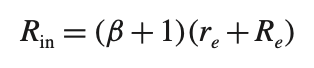 R_in = (β + 1)(r_e + R_e)